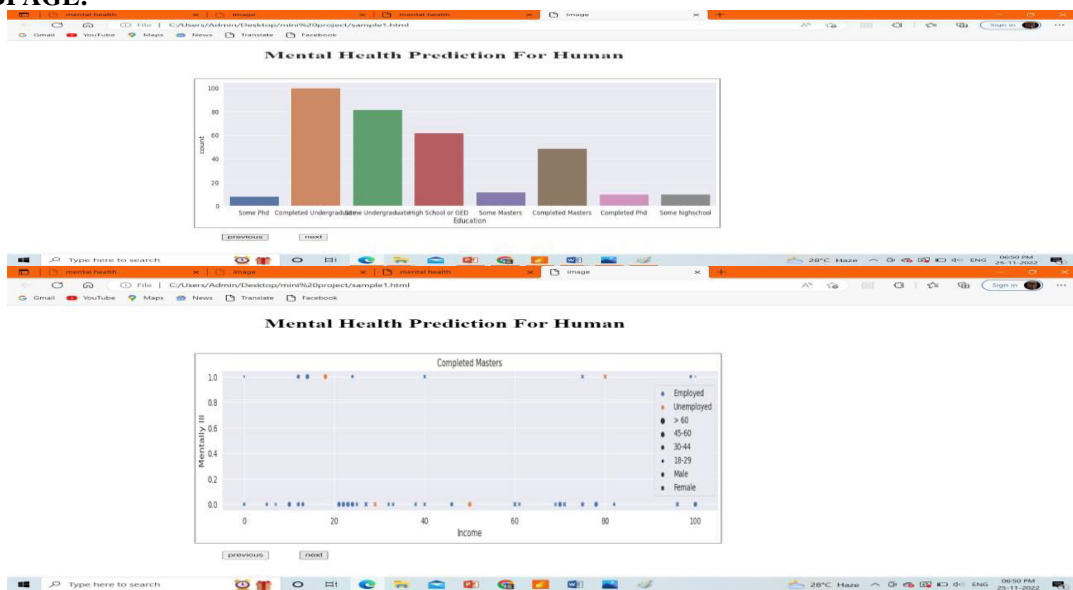 PAGE:
mental health
image
mental health
image
File | C:/Users/Admin/Desktop/mini%20project/sample1.html
Sign in
Gmail YouTube Maps News Translate Facebook
Mental Health Prediction For Human
100
80
60
40
20
0
count
Some Phd Completed Undergraduate Some Undergraduate High School or GED Some Masters Completed Masters Completed Phd Some highschool
Education
previous next
Type here to search
28°C Haze ENG 06:50 PM
25-11-2022
mental health
image
mental health
image
File | C:/Users/Admin/Desktop/mini%20project/sample1.html
Sign in
Gmail YouTube Maps News Translate Facebook
Mental Health Prediction For Human
Completed Masters
1.0
0.8
0.6
0.4
0.2
0.0
Mentally Ill
Employed
Unemployed
> 60
45-60
30-44
18-29
Male
Female
0 20 40 60 80 100
Income
previous next
Type here to search
28°C Haze ENG 06:50 PM
25-11-2022